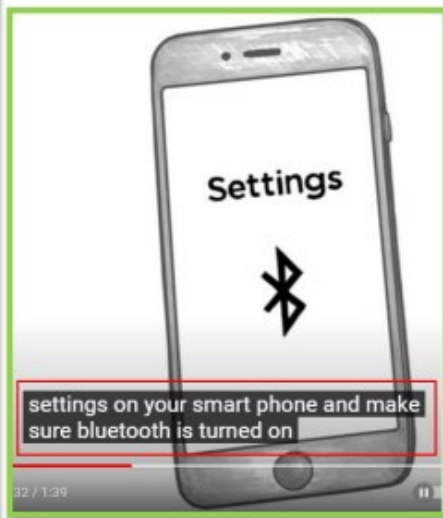 Settings
settings on your smart phone and make
sure bluetooth is turned on
32 / 1:39